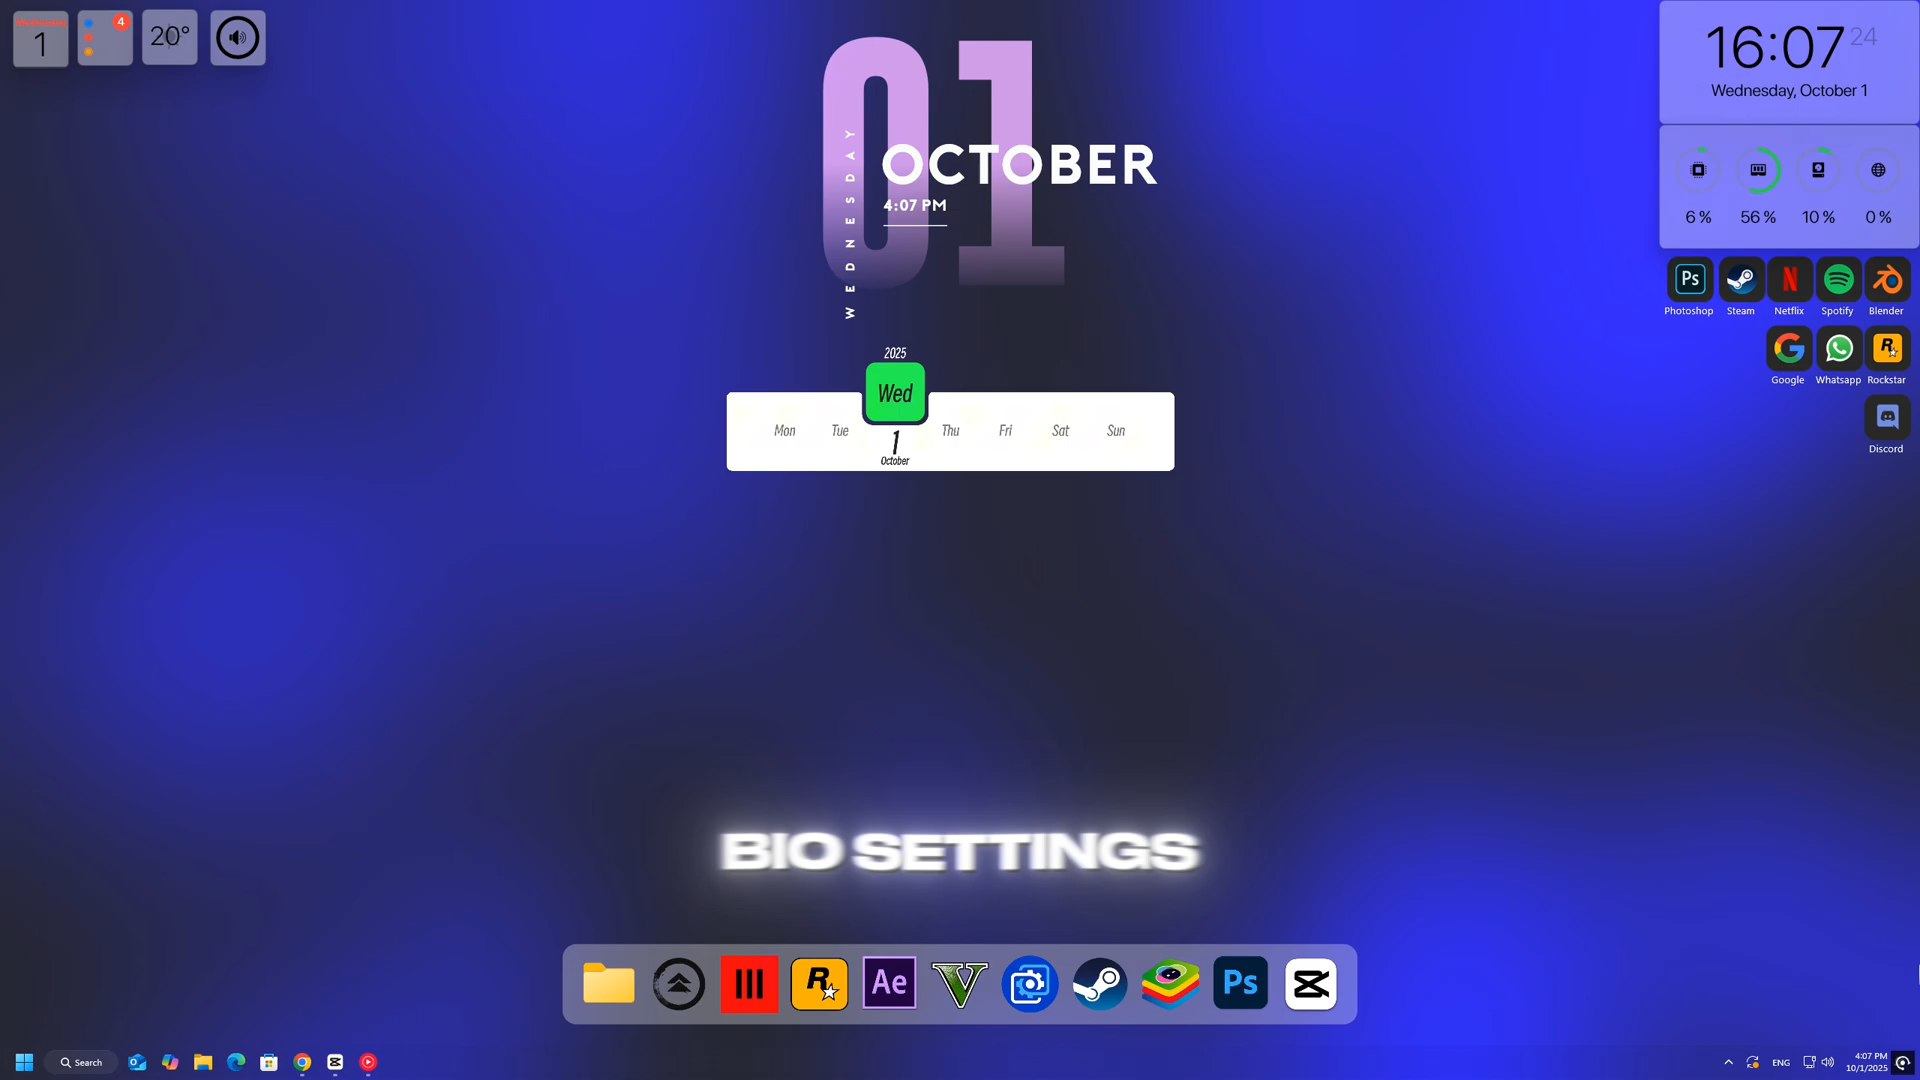 Wednesday
1
4
20°
01
WEDNESDAY
OCTOBER
4:07 PM
16:07 24
Wednesday, October 1
6 %
56 %
10 %
0 %
Ps
Photoshop
Steam
N
Netflix
Spotify
Blender
G
Google
Whatsapp
R
Rockstar
Discord
2025
Wed
Mon
Tue
1
October
Thu
Fri
Sat
Sun
BIO SETTINGS
R
Ae
V
Ps
Search
ENG
4:07 PM
10/1/2025